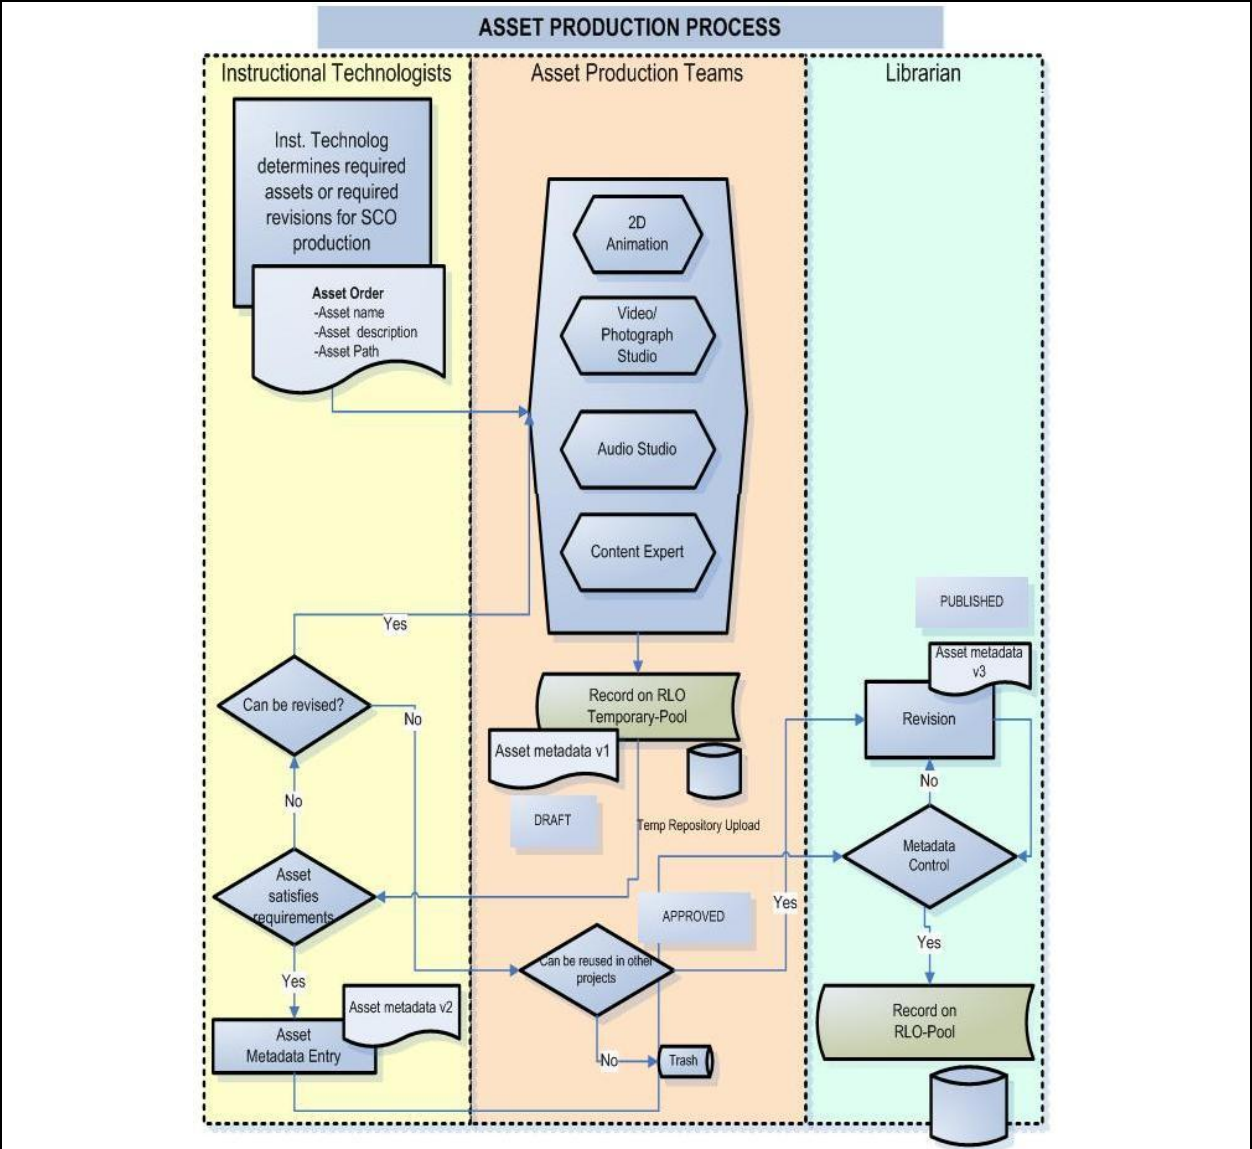 ASSET PRODUCTION PROCESS
Instructional Technologists
Asset Production Teams
Librarian
Inst. Technolog
determines required
assets or required
revisions for SCO
production
Asset Order
-Asset name
-Asset description
-Asset Path
2D
Animation
Video/
Photograph
Studio
Audio Studio
Content Expert
PUBLISHED
Yes
Asset metadata
v3
Can be revised?
No
Record on RLO
Temporary-Pool
Revision
Asset metadata v1
No
No
DRAFT
Temp Repository Upload
Metadata
Control
Asset
satisfies
requirements
Yes
APPROVED
Yes
Can be reused in other
projects
Yes
Asset metadata v2
Record on
RLO-Pool
Asset
Metadata Entry
No
Trash